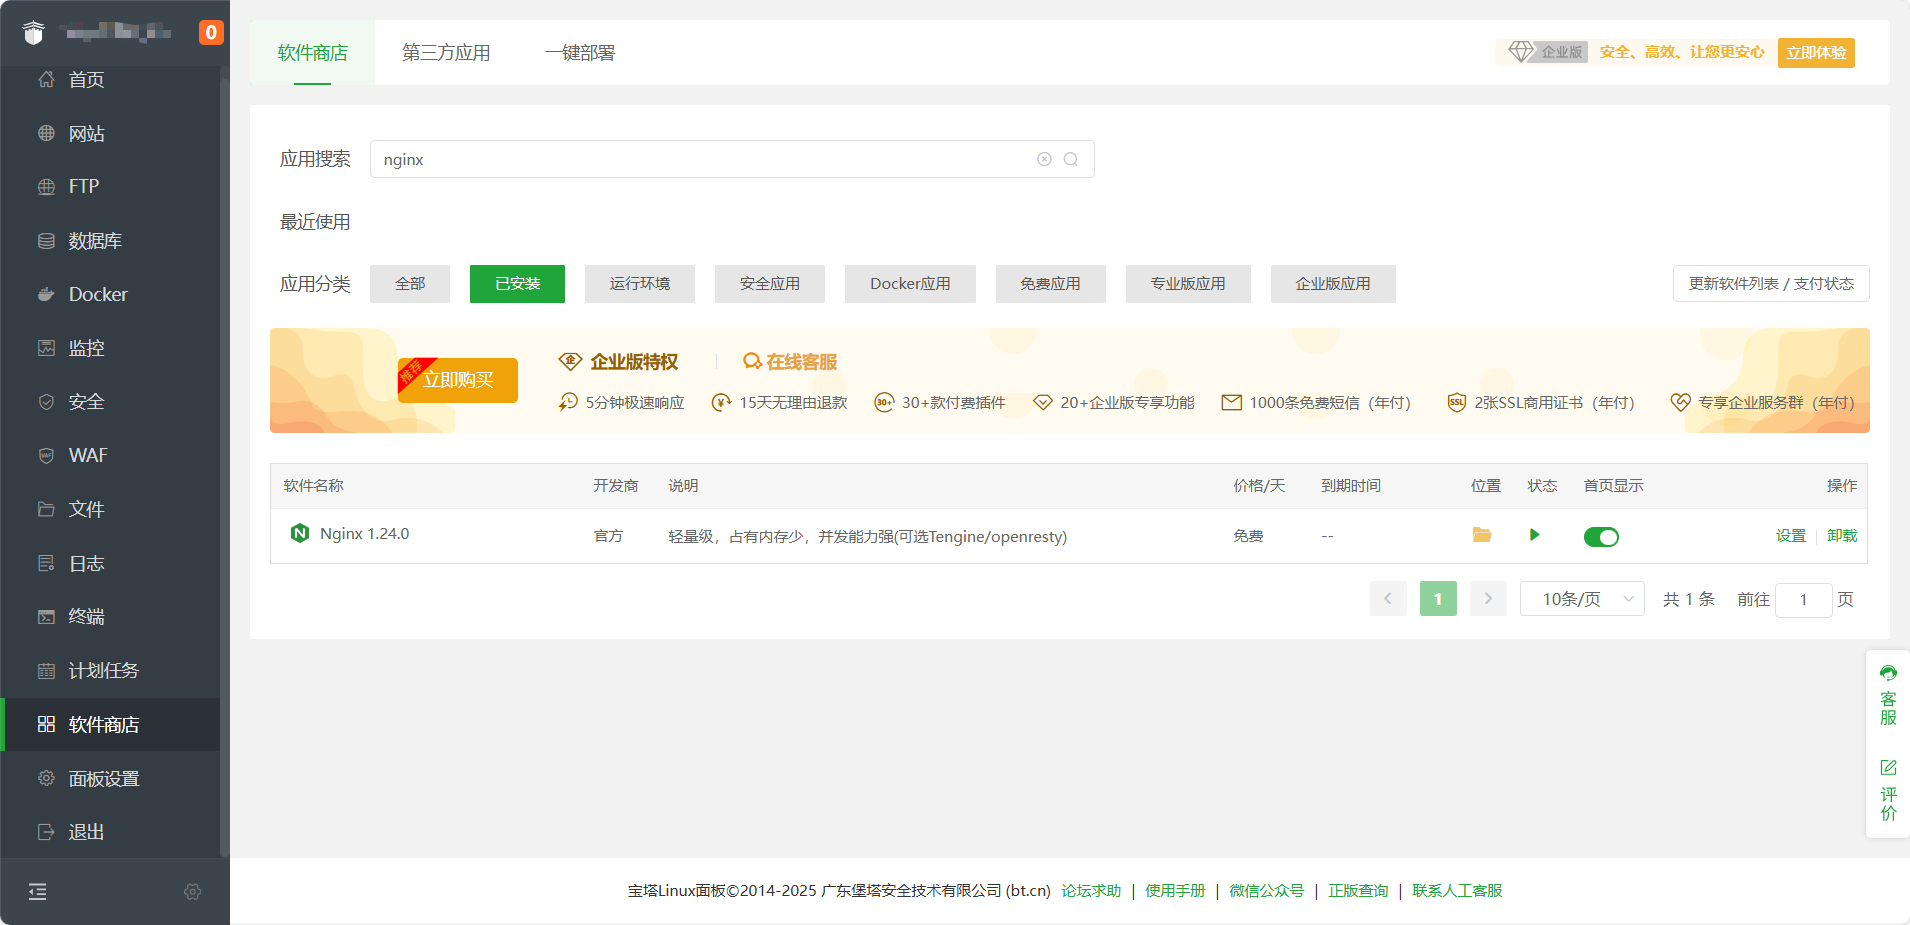 0
首页
网站
FTP
数据库
Docker
监控
安全
WAF
文件
日志
终端
计划任务
软件商店
面板设置
退出
软件商店 第三方应用 一键部署
企业版 安全、高效、让您更安心 立即体验
应用搜索 nginx
最近使用
应用分类 全部 已安装 运行环境 安全应用 Docker应用 免费应用 专业版应用 企业版应用 更新软件列表 / 支付状态
推荐 立即购买
企业版特权 在线客服
5分钟极速响应 15天无理由退款 30+ 30+款付费插件 20+企业版专享功能 1000条免费短信（年付） SSL 2张SSL商用证书（年付） 专享企业服务群（年付）
软件名称 开发商 说明 价格/天 到期时间 位置 状态 首页显示 操作
Nginx 1.24.0 官方 轻量级，占有内存少，并发能力强(可选Tengine/openresty) 免费 -- 设置 | 卸载
1 10条/页 共 1 条 前往 1 页
客服
评价
宝塔Linux面板©2014-2025 广东堡塔安全技术有限公司 (bt.cn) 论坛求助 | 使用手册 | 微信公众号 | 正版查询 | 联系人工客服